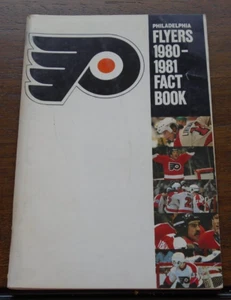 PHILADELPHIA
FLYERS
1980-
1981
FACT
BOOK